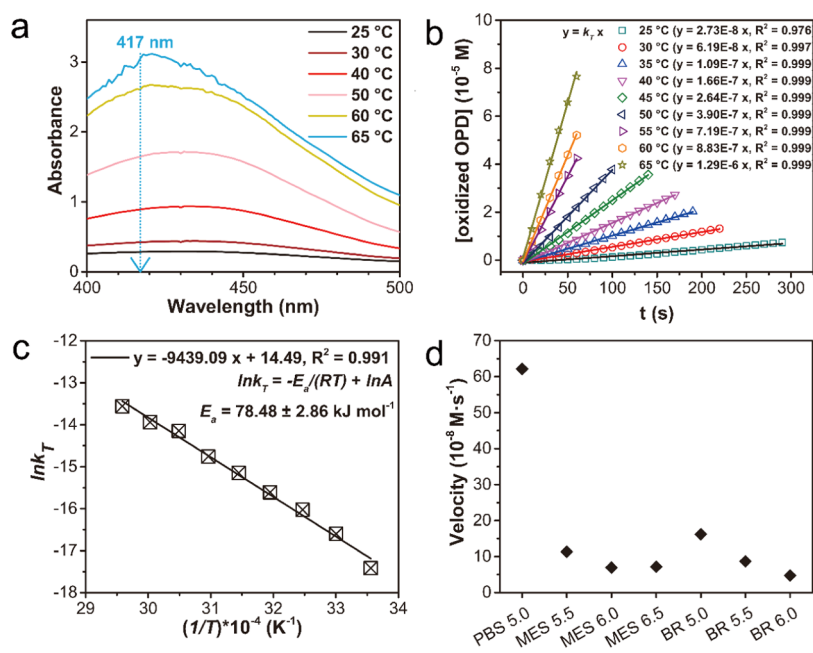 a
417 nm
25 °C
30 °C
40 °C
50 °C
60 °C
65 °C
3
2
1
0
Absorbance
400
450
500
Wavelength (nm)
b
y = k_T x
25 °C (y = 2.73E-8 x, R² = 0.976)
30 °C (y = 6.19E-8 x, R² = 0.997)
35 °C (y = 1.09E-7 x, R² = 0.999)
40 °C (y = 1.66E-7 x, R² = 0.999)
45 °C (y = 2.64E-7 x, R² = 0.999)
50 °C (y = 3.90E-7 x, R² = 0.999)
55 °C (y = 7.19E-7 x, R² = 0.999)
60 °C (y = 8.83E-7 x, R² = 0.999)
65 °C (y = 1.29E-6 x, R² = 0.999)
10
8
6
4
2
0
[oxidized OPD] (10⁻⁵ M)
0 50 100 150 200 250 300
t (s)
c
y = -9439.09 x + 14.49, R² = 0.991
lnk_T = -E_a/(RT) + lnA
E_a = 78.48 ± 2.86 kJ mol⁻¹
-12
-13
-14
-15
-16
-17
-18
lnk_T
29 30 31 32 33 34
(1/T)*10⁻⁴ (K⁻¹)
d
70
60
50
40
30
20
10
0
Velocity (10⁻⁸ M·s⁻¹)
PBS 5.0
MES 5.5
MES 6.0
MES 6.5
BR 5.0
BR 5.5
BR 6.0